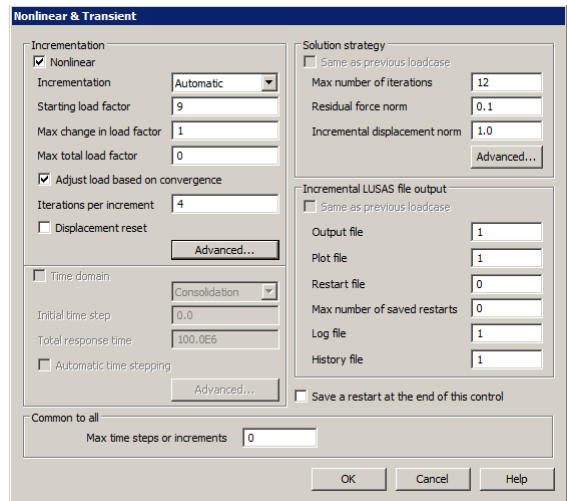 Nonlinear & Transient
Incrementation
Nonlinear
Incrementation Automatic
Starting load factor 9
Max change in load factor 1
Max total load factor 0
Adjust load based on convergence
Iterations per increment 4
Displacement reset
Advanced...
Time domain
Consolidation
Initial time step 0.0
Total response time 100.0E6
Automatic time stepping
Advanced...
Solution strategy
Same as previous loadcase
Max number of iterations 12
Residual force norm 0.1
Incremental displacement norm 1.0
Advanced...
Incremental LUSAS file output
Same as previous loadcase
Output file 1
Plot file 1
Restart file 0
Max number of saved restarts 0
Log file 1
History file 1
Save a restart at the end of this control
Common to all
Max time steps or increments 0
OK Cancel Help